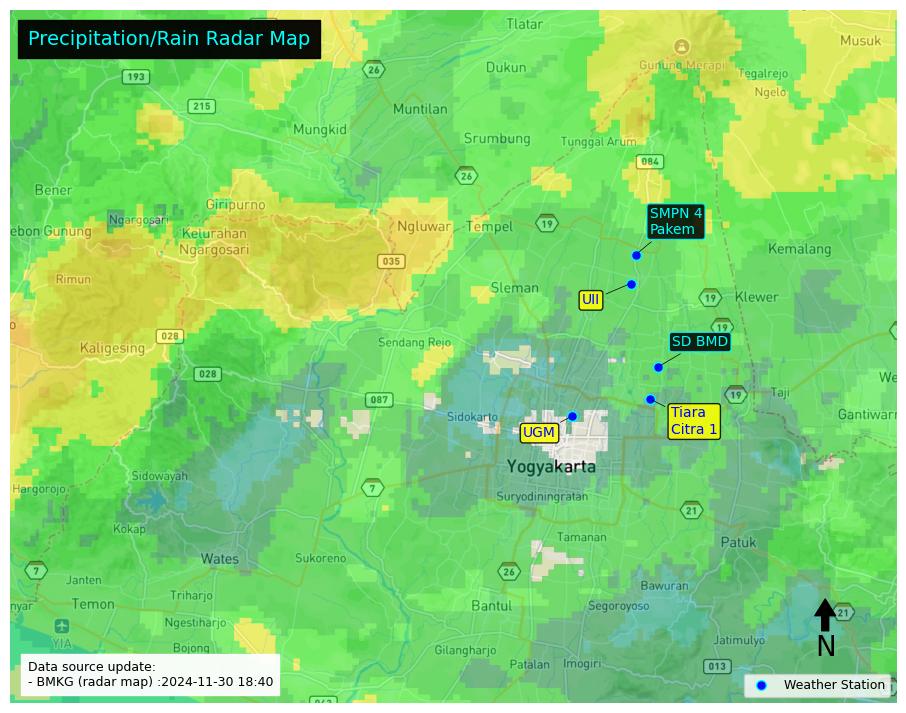 Precipitation/Rain Radar Map
Tlatar
Musuk
26
Dukun
Gunung Merapi
Tegalrejo
193
Ngelo
215
Muntilan
Mungkid
Srumbung
Tunggal Arum
084
26
Bener
Giripurno
SMPN 4
Pakem
Ngargosari
Ngluwar
Tempel
19
ebon Gunung
Kelurahan
Ngargosari
Kemalang
035
Rimun
UII
Sleman
19
Klewer
19
028
Sendang Rejo
SD BMD
Kaligesing
028
We
087
19
Taji
Sidokarto
Tiara
Citra 1
Gantiwarn
UGM
Yogyakarta
Sidowayah
Hargorojo
7
Suryodiningratan
21
Kokap
Tamanan
Patuk
Wates
Sukoreno
7
26
Janten
Bawuran
Triharjo
Temon
Bantul
Segoroyoso
nyar
21
Ngestiharjo
YIA
Jatimulyo
Bojong
Gilangharjo
N
Patalan
Imogiri
013
Data source update:
- BMKG (radar map) :2024-11-30 18:40
Weather Station